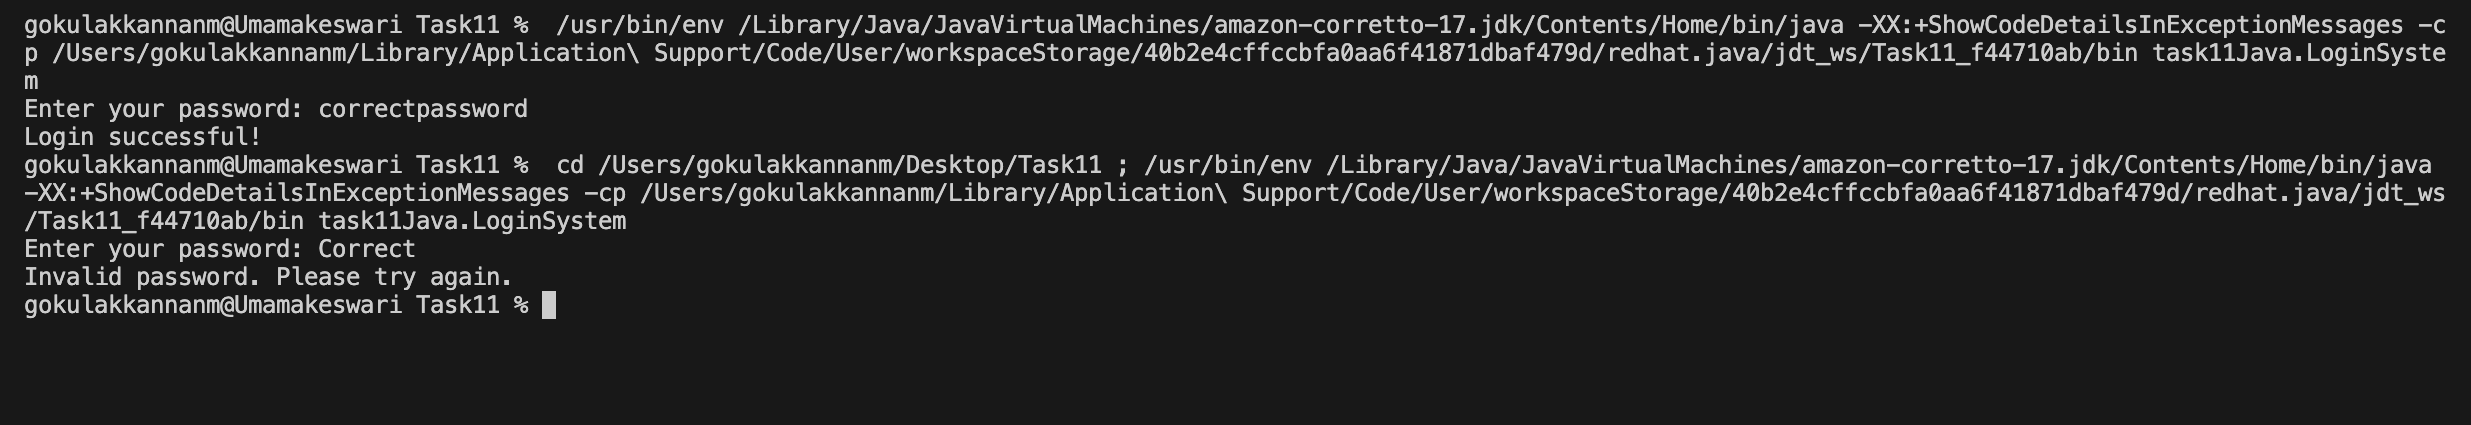 gokulakkannanm@Umamakeswari Task11 %  /usr/bin/env /Library/Java/JavaVirtualMachines/amazon-corretto-17.jdk/Contents/Home/bin/java -XX:+ShowCodeDetailsInExceptionMessages -c
p /Users/gokulakkannanm/Library/Application\ Support/Code/User/workspaceStorage/40b2e4cffccbfa0aa6f41871dbaf479d/redhat.java/jdt_ws/Task11_f44710ab/bin task11Java.LoginSyste
m
Enter your password: correctpassword
Login successful!
gokulakkannanm@Umamakeswari Task11 %  cd /Users/gokulakkannanm/Desktop/Task11 ; /usr/bin/env /Library/Java/JavaVirtualMachines/amazon-corretto-17.jdk/Contents/Home/bin/java
-XX:+ShowCodeDetailsInExceptionMessages -cp /Users/gokulakkannanm/Library/Application\ Support/Code/User/workspaceStorage/40b2e4cffccbfa0aa6f41871dbaf479d/redhat.java/jdt_ws
/Task11_f44710ab/bin task11Java.LoginSystem
Enter your password: Correct
Invalid password. Please try again.
gokulakkannanm@Umamakeswari Task11 %